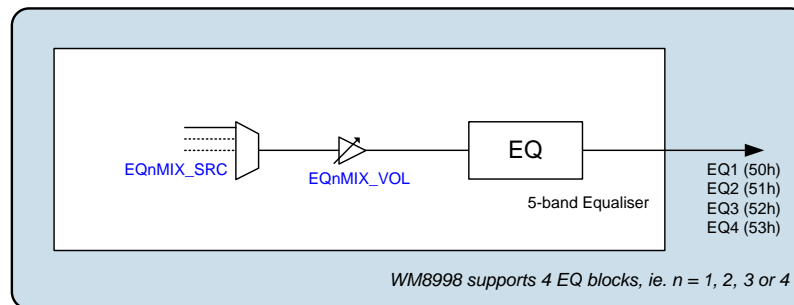 EQnMIX_SRC
EQnMIX_VOL
EQ
5-band Equaliser
EQ1 (50h)
EQ2 (51h)
EQ3 (52h)
EQ4 (53h)
WM8998 supports 4 EQ blocks, ie. n = 1, 2, 3 or 4